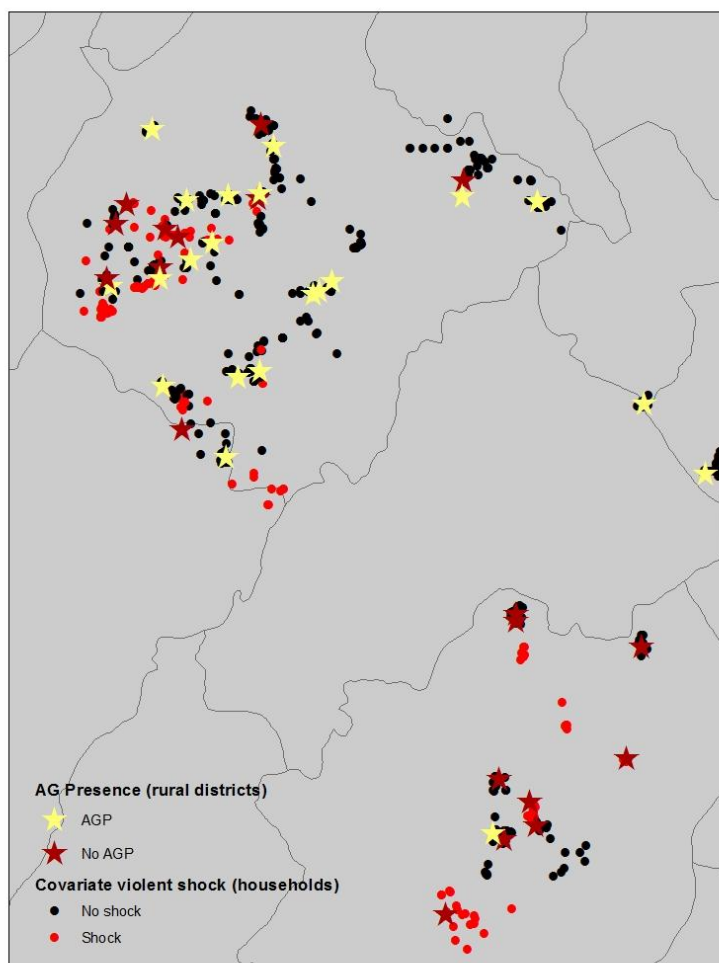 AG Presence (rural districts)
AGP
No AGP
Covariate violent shock (households)
No shock
Shock